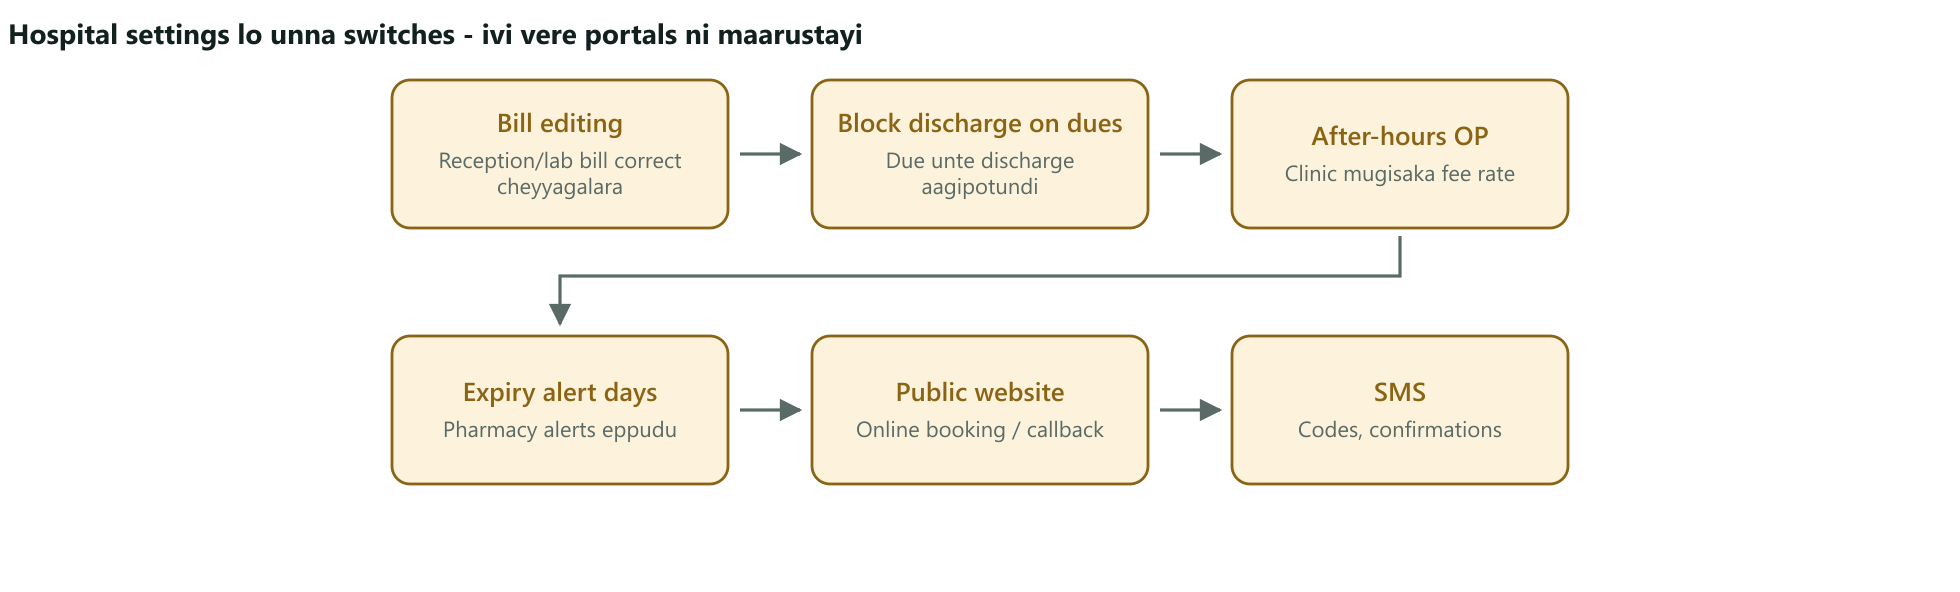 Hospital settings lo unna switches - ivi vere portals ni maarustayi
Bill editing
Reception/lab bill correct
cheyyagalara
Block discharge on dues
Due unte discharge
aagipotundi
After-hours OP
Clinic mugisaka fee rate
Expiry alert days
Pharmacy alerts eppudu
Public website
Online booking / callback
SMS
Codes, confirmations